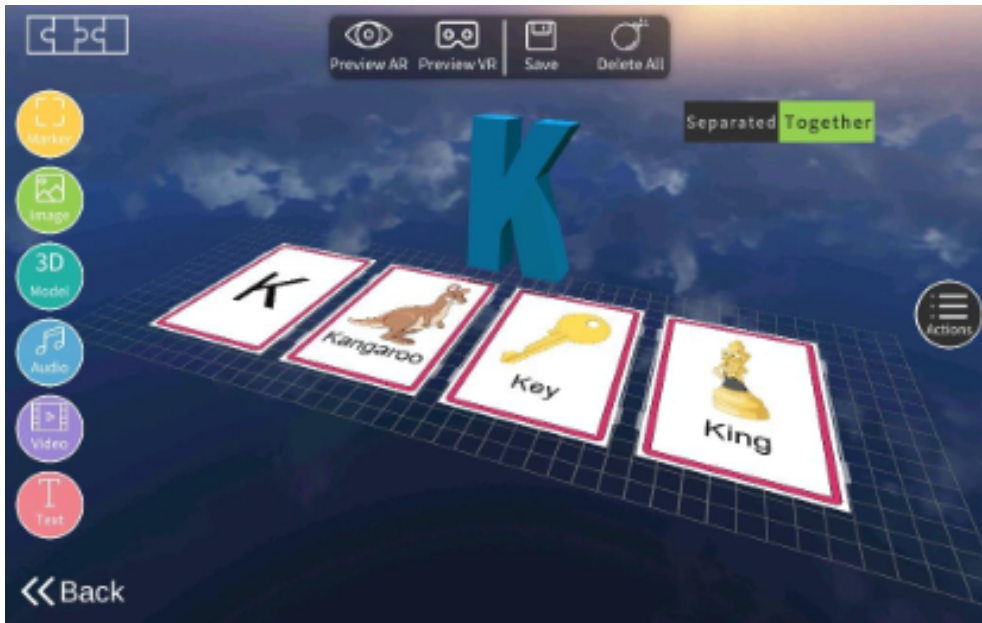 Preview AR Preview VR Save Delete All
Separated Together
Marker
Image
3D
Model
Audio
Video
T
Text
K
K
Kangaroo
Key
King
Actions
Back